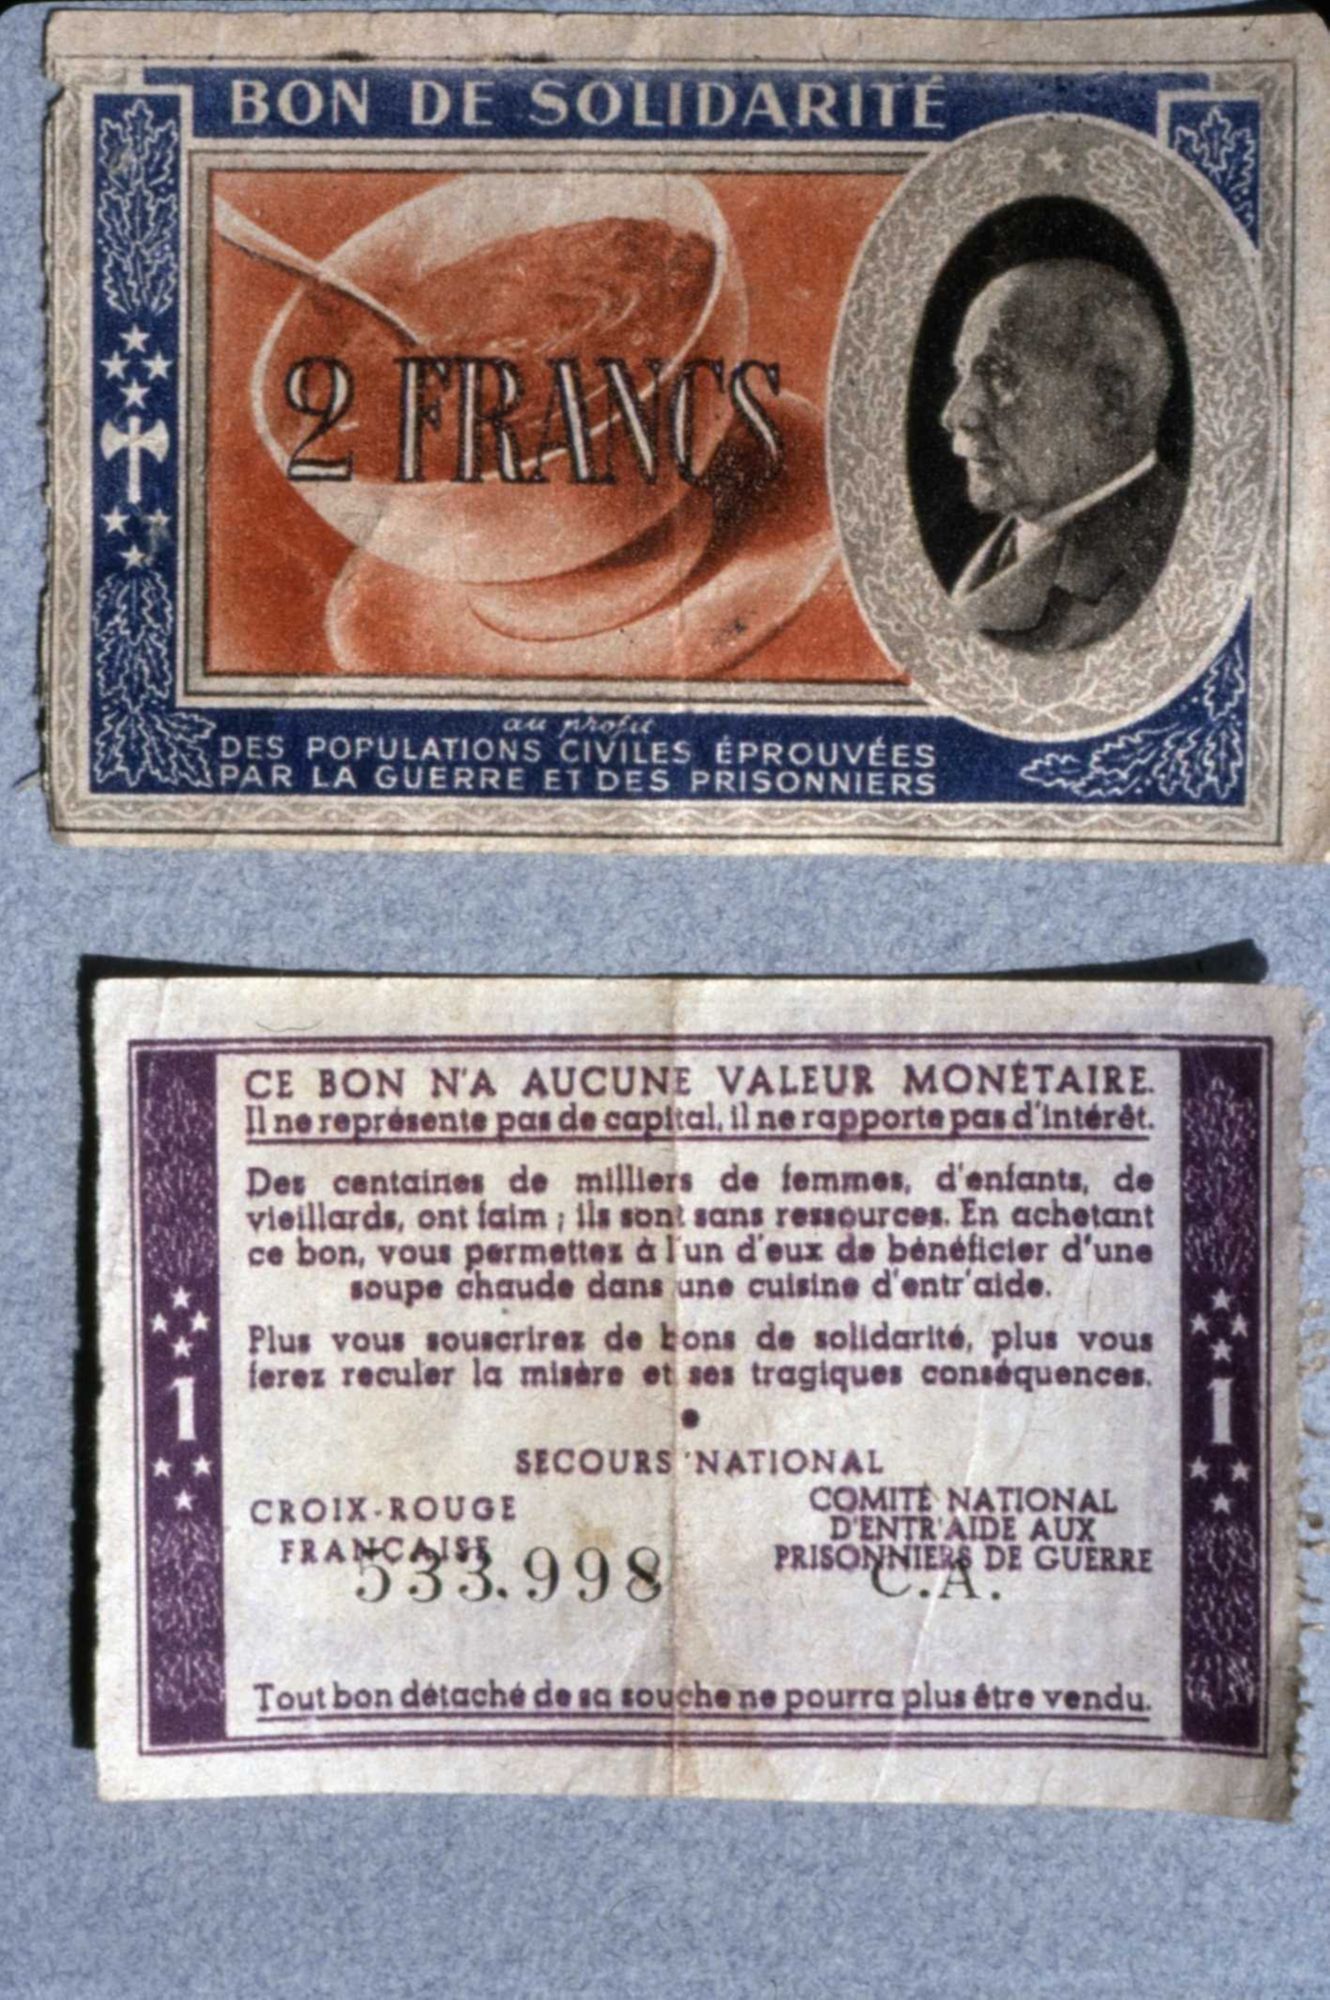 BON DE SOLIDARITÉ
2 FRANCS
au profit
DES POPULATIONS CIVILES ÉPROUVÉES
PAR LA GUERRE ET DES PRISONNIERS
CE BON N'A AUCUNE VALEUR MONÉTAIRE.
Il ne représente pas de capital, il ne rapporte pas d'intérêt.
Des centaines de milliers de femmes, d'enfants, de
vieillards, ont faim ; ils sont sans ressources. En achetant
ce bon, vous permettez à l'un d'eux de bénéficier d'une
soupe chaude dans une cuisine d'entr'aide.
Plus vous souscrirez de bons de solidarité, plus vous
ferez reculer la misère et ses tragiques conséquences.
1
1
SECOURS NATIONAL
CROIX-ROUGE
FRANÇAISE
COMITÉ NATIONAL
D'ENTR'AIDE AUX
PRISONNIERS DE GUERRE
533.998
C.A.
Tout bon détaché de sa souche ne pourra plus être vendu.